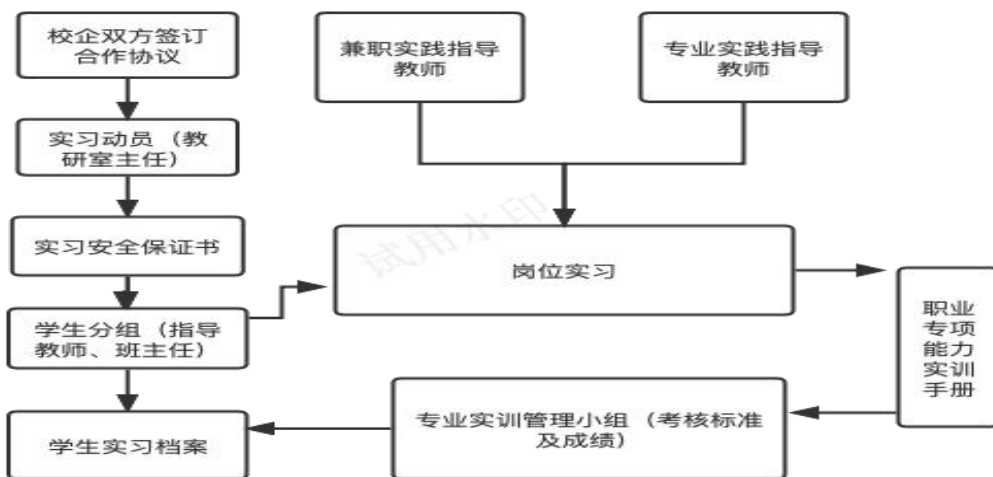 校企双方签订
合作协议
兼职实践指导
教师
专业实践指导
教师
实习动员（教
研室主任）
实习安全保证书
试用水印
岗位实习
学生分组（指导
教师、班主任）
职业
专项
能力
实训
手册
专业实训管理小组（考核标准
及成绩）
学生实习档案